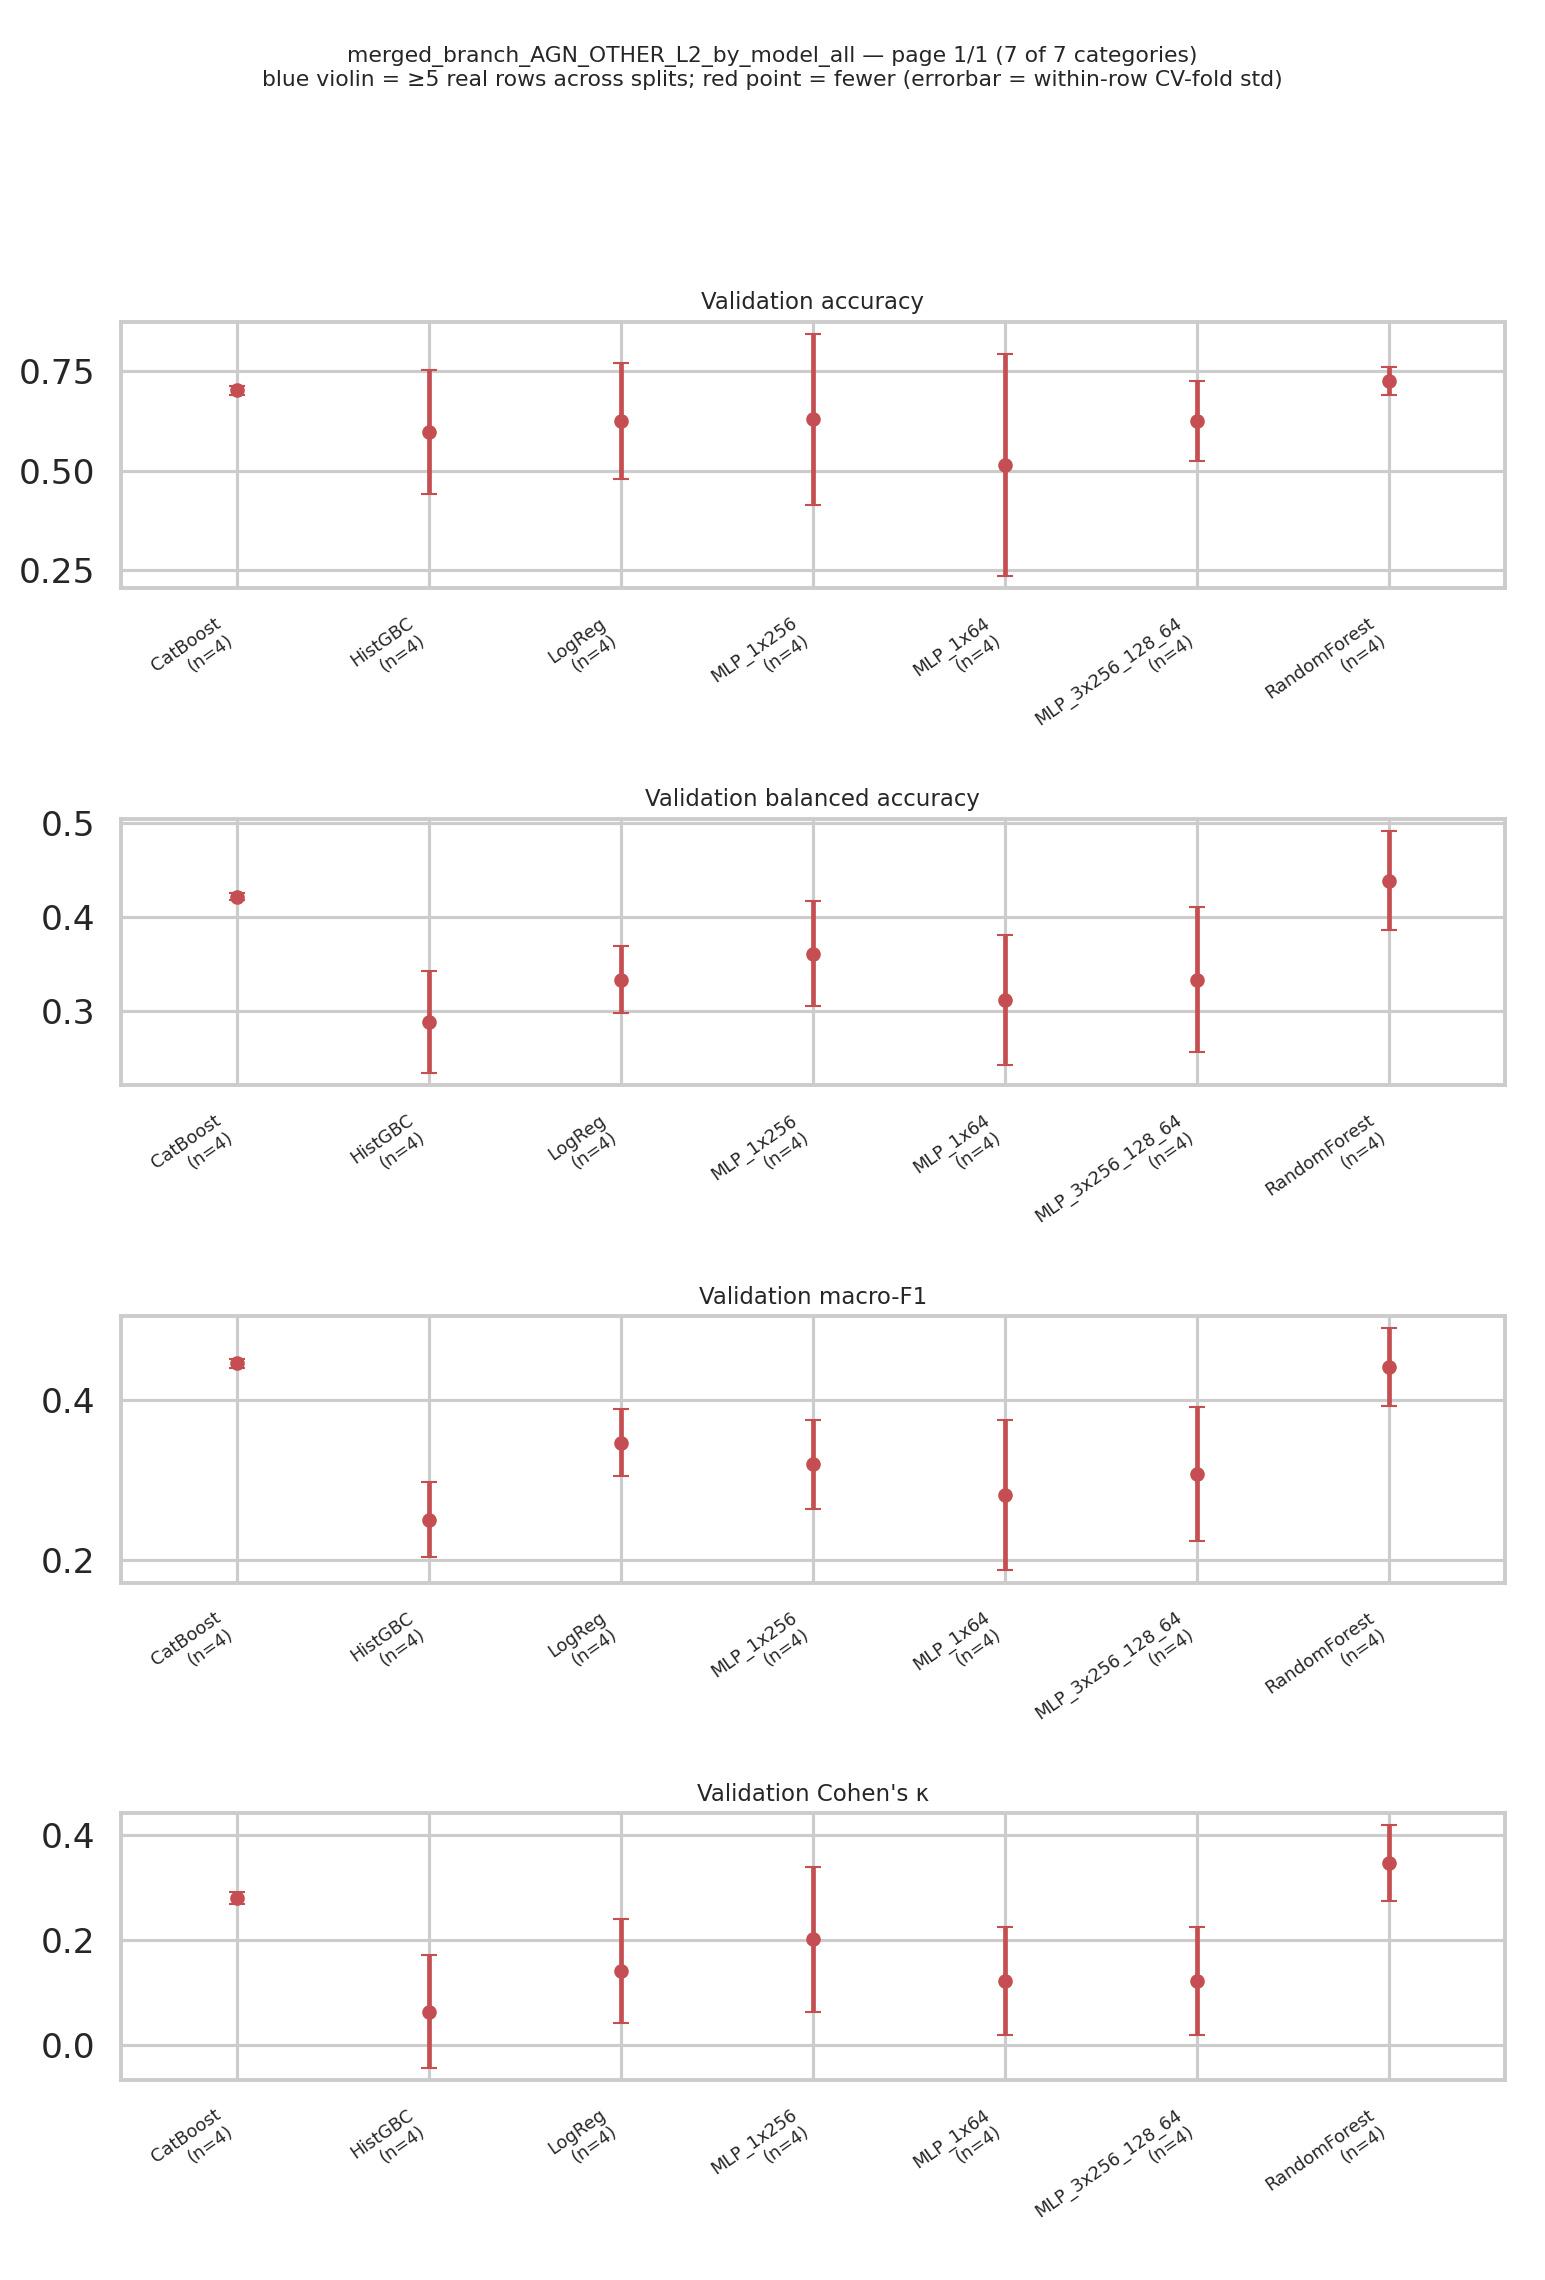 merged_branch_AGN_OTHER_L2_by_model_all — page 1/1 (7 of 7 categories)
blue violin = ≥5 real rows across splits; red point = fewer (errorbar = within-row CV-fold std)
Validation accuracy
0.75
0.50
0.25
CatBoost
(n=4)
HistGBC
(n=4)
LogReg
(n=4)
MLP_1x256
(n=4)
MLP_1x64
(n=4)
MLP_3x256_128_64
(n=4)
RandomForest
(n=4)
Validation balanced accuracy
0.5
0.4
0.3
CatBoost
(n=4)
HistGBC
(n=4)
LogReg
(n=4)
MLP_1x256
(n=4)
MLP_1x64
(n=4)
MLP_3x256_128_64
(n=4)
RandomForest
(n=4)
Validation macro-F1
0.4
0.2
CatBoost
(n=4)
HistGBC
(n=4)
LogReg
(n=4)
MLP_1x256
(n=4)
MLP_1x64
(n=4)
MLP_3x256_128_64
(n=4)
RandomForest
(n=4)
Validation Cohen's κ
0.4
0.2
0.0
CatBoost
(n=4)
HistGBC
(n=4)
LogReg
(n=4)
MLP_1x256
(n=4)
MLP_1x64
(n=4)
MLP_3x256_128_64
(n=4)
RandomForest
(n=4)